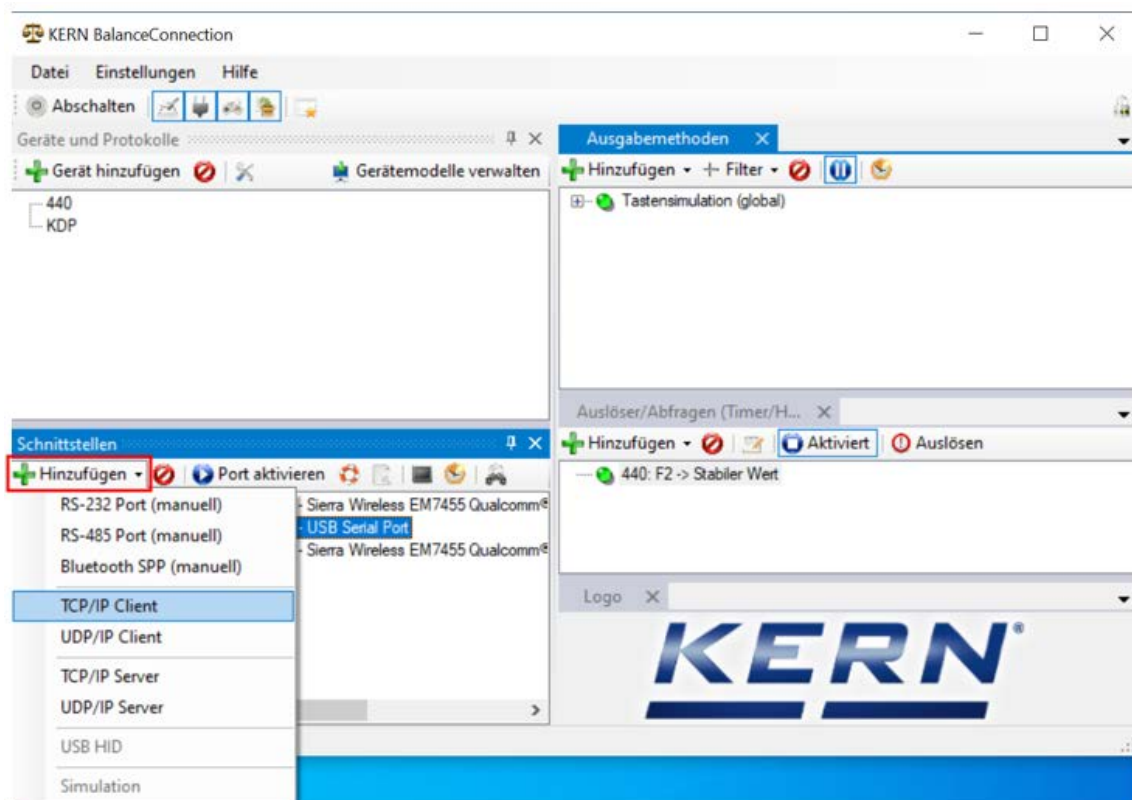 KERN BalanceConnection
Datei Einstellungen Hilfe
Abschalten
Geräte und Protokolle
Gerät hinzufügen Gerätemodelle verwalten
440
KDP
Ausgabemethoden
Hinzufügen Filter
Tastensimulation (global)
Schnittstellen
Hinzufügen Port aktivieren
- Sierra Wireless EM7455 Qualcomm®
- USB Serial Port
- Sierra Wireless EM7455 Qualcomm®
RS-232 Port (manuell)
RS-485 Port (manuell)
Bluetooth SPP (manuell)
TCP/IP Client
UDP/IP Client
TCP/IP Server
UDP/IP Server
USB HID
Simulation
Auslöser/Abfragen (Timer/H...
Hinzufügen Aktiviert Auslösen
440: F2 -> Stabiler Wert
Logo
KERN®